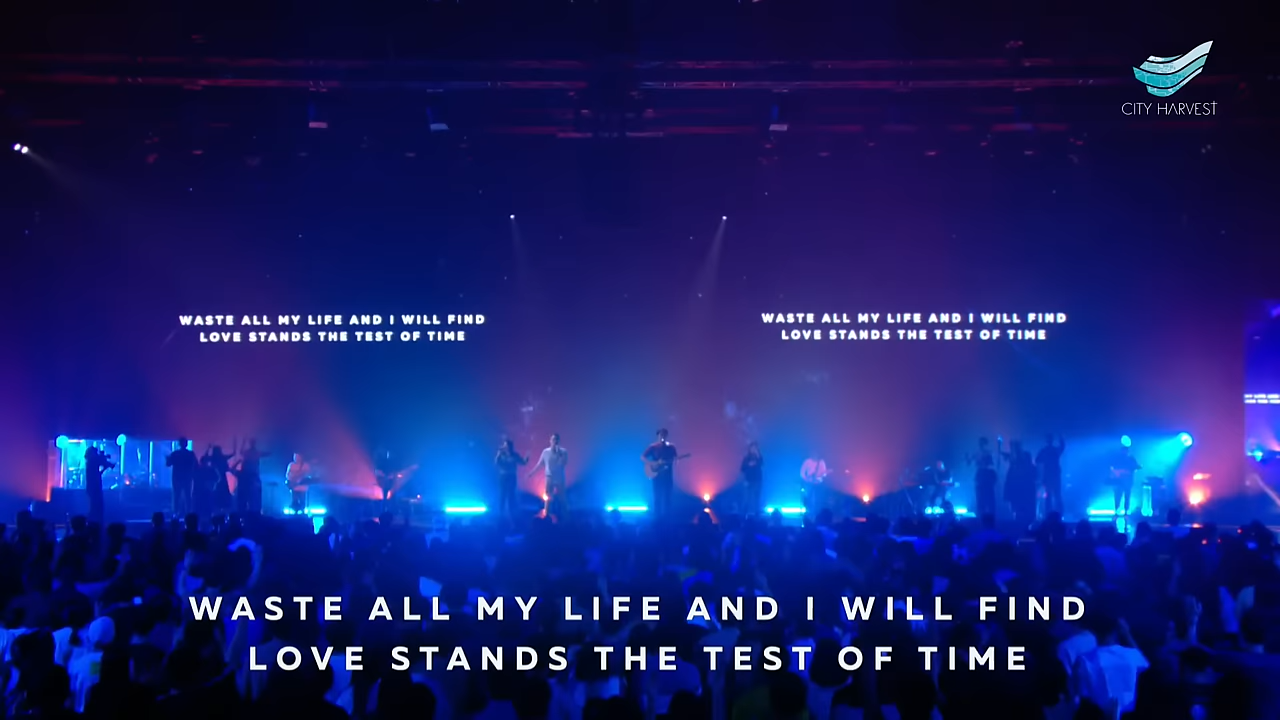 CITY HARVEST
WASTE ALL MY LIFE AND I WILL FIND
LOVE STANDS THE TEST OF TIME
WASTE ALL MY LIFE AND I WILL FIND
LOVE STANDS THE TEST OF TIME
WASTE ALL MY LIFE AND I WILL FIND
LOVE STANDS THE TEST OF TIME